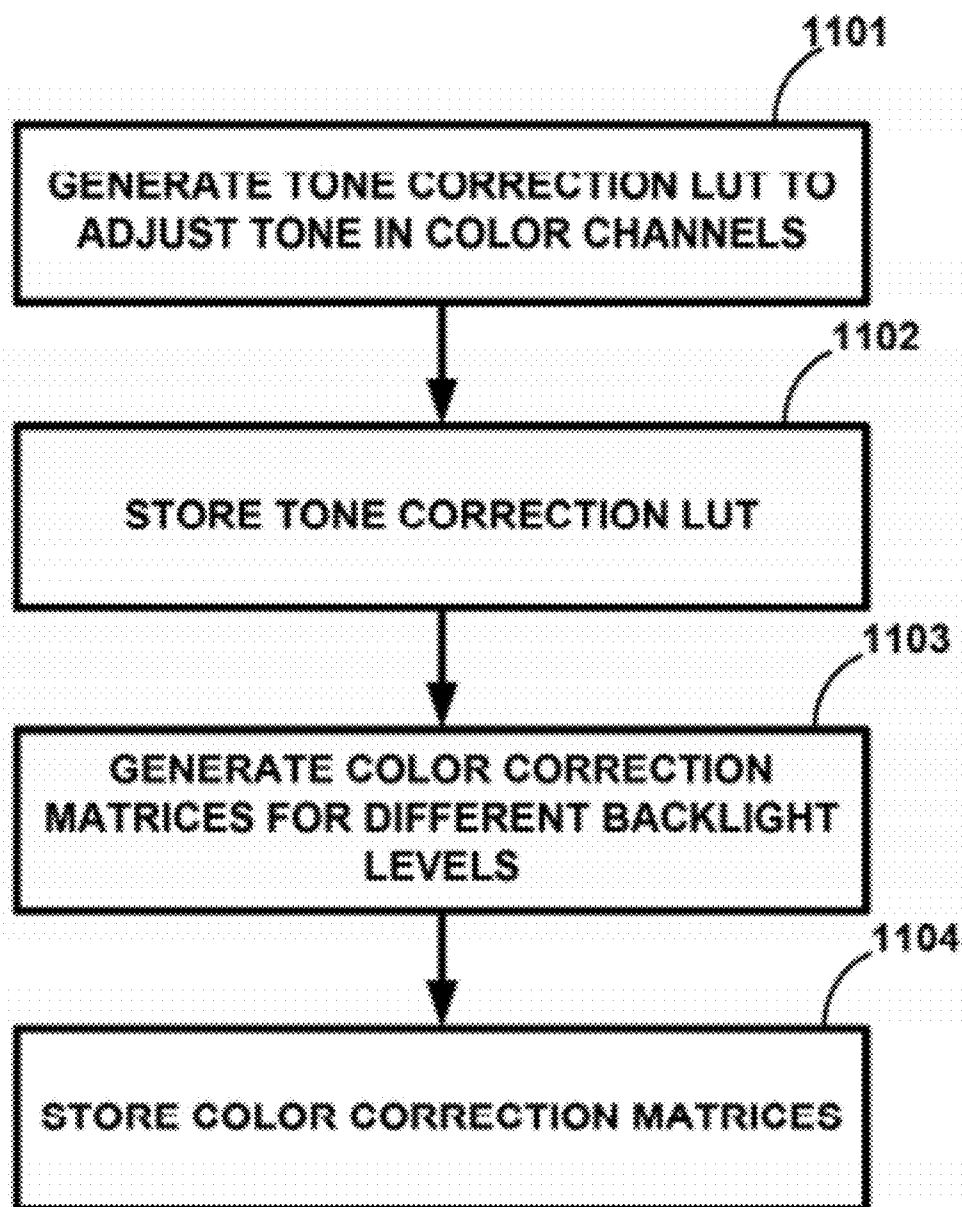 1101
GENERATE TONE CORRECTION LUT TO
ADJUST TONE IN COLOR CHANNELS
1102
STORE TONE CORRECTION LUT
1103
GENERATE COLOR CORRECTION
MATRICES FOR DIFFERENT BACKLIGHT
LEVELS
1104
STORE COLOR CORRECTION MATRICES